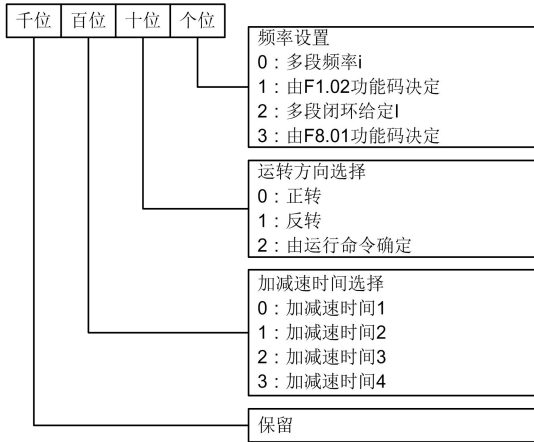 千位 百位 十位 个位
频率设置
0：多段频率i
1：由F1.02功能码决定
2：多段闭环给定I
3：由F8.01功能码决定
运转方向选择
0：正转
1：反转
2：由运行命令确定
加减速时间选择
0：加减速时间1
1：加减速时间2
2：加减速时间3
3：加减速时间4
保留